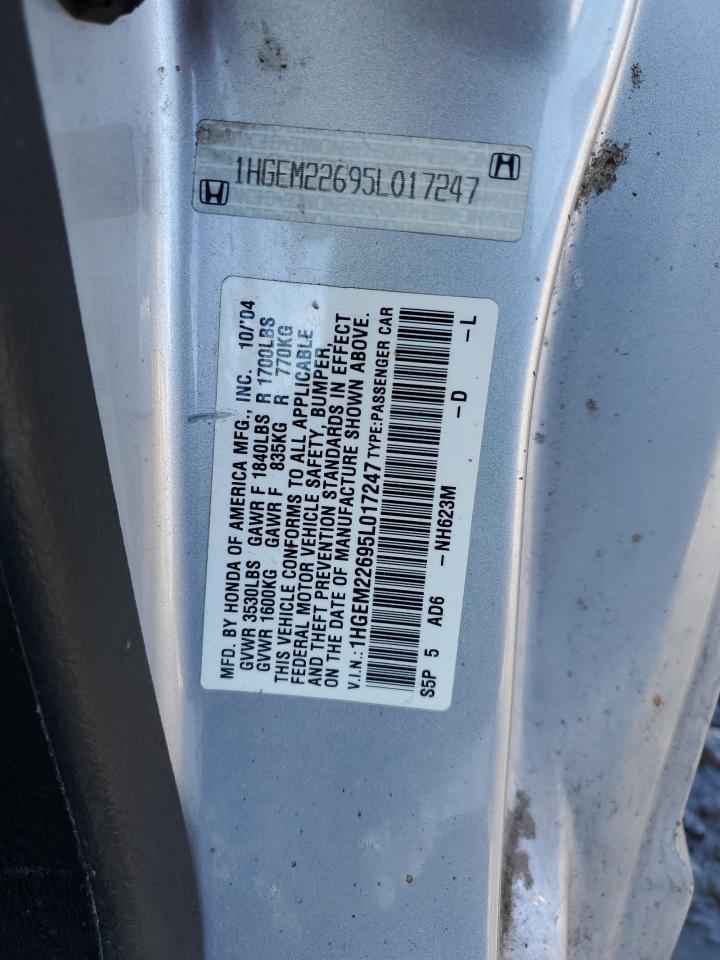 1HGEM22695L017247
MFD. BY HONDA OF AMERICA MFG., INC. 10/'04
GVWR 3530LBS GAWR F 1840LBS R 1700LBS
GVWR 1600KG GAWR F 835KG R 770KG
THIS VEHICLE CONFORMS TO ALL APPLICABLE
FEDERAL MOTOR VEHICLE SAFETY, BUMPER,
AND THEFT PREVENTION STANDARDS IN EFFECT
ON THE DATE OF MANUFACTURE SHOWN ABOVE.
V.I.N.: 1HGEM22695L017247 TYPE:PASSENGER CAR
S5P 5 AD6 -NH623M -D -L